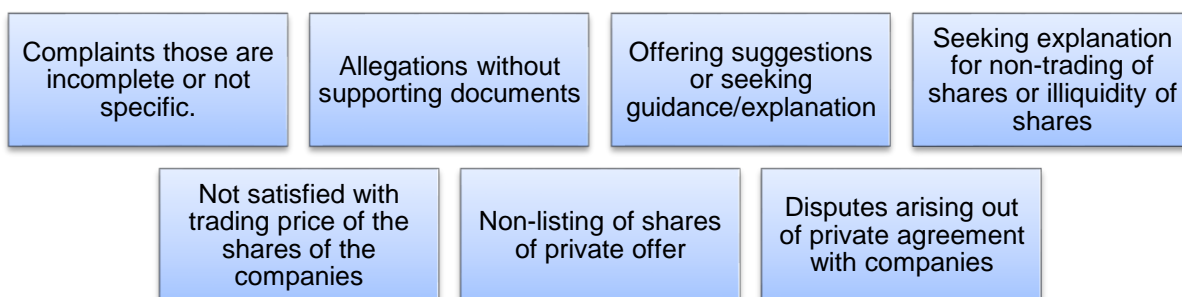 Complaints those are
incomplete or not
specific.
Allegations without
supporting documents
Offering suggestions
or seeking
guidance/explanation
Seeking explanation
for non-trading of
shares or illiquidity of
shares
Not satisfied with
trading price of the
shares of the
companies
Non-listing of shares
of private offer
Disputes arising out
of private agreement
with companies